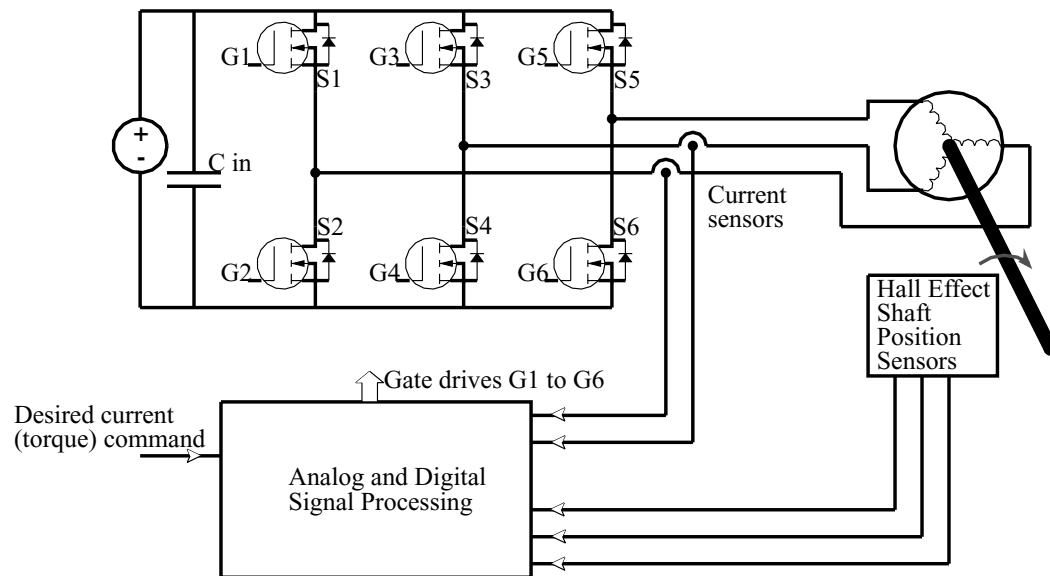 G1
S1
G3
S3
G5
S5
+
-
C in
Current
sensors
S2
S4
S6
G2
G4
G6
Hall Effect
Shaft
Position
Sensors
Gate drives G1 to G6
Desired current
(torque) command
Analog and Digital
Signal Processing